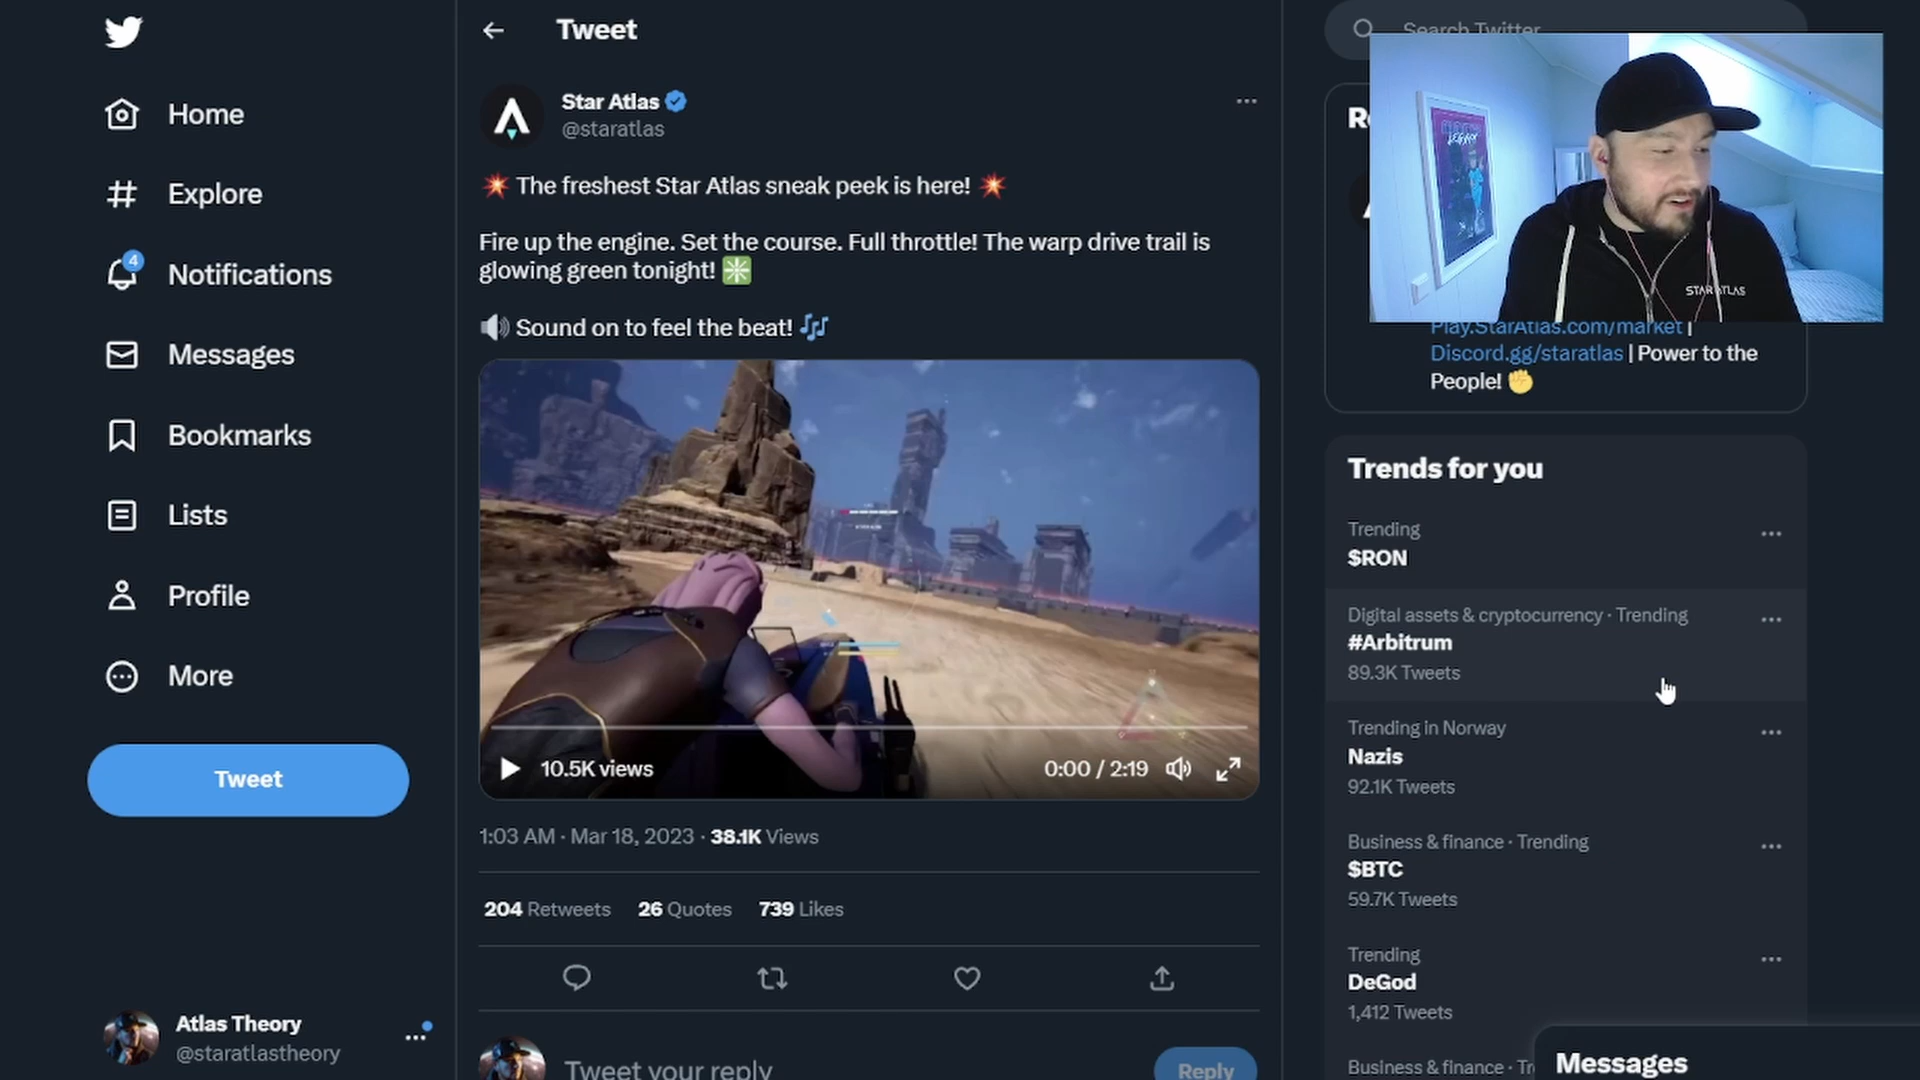 Home
Explore
4
Notifications
Messages
Bookmarks
Lists
Profile
More
Tweet
Atlas Theory
@staratlastheory
Tweet
Star Atlas
@staratlas
💥 The freshest Star Atlas sneak peek is here! 💥
Fire up the engine. Set the course. Full throttle! The warp drive trail is
glowing green tonight! ✳️
🔊 Sound on to feel the beat! 🎶
10.5K views
0:00 / 2:19
1:03 AM · Mar 18, 2023 · 38.1K Views
204 Retweets 26 Quotes 739 Likes
Tweet your reply
Reply
Search Twitter
STAR ATLAS
Play.StarAtlas.com/market |
Discord.gg/staratlas | Power to the
People! ✊
Trends for you
Trending
$RON
Digital assets & cryptocurrency · Trending
#Arbitrum
89.3K Tweets
Trending in Norway
Nazis
92.1K Tweets
Business & finance · Trending
$BTC
59.7K Tweets
Trending
DeGod
1,412 Tweets
Business & finance ·
Messages